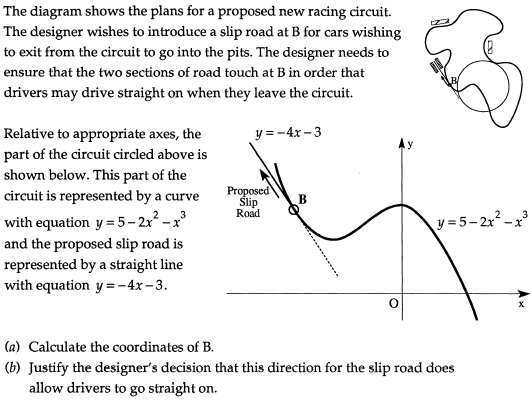 The diagram shows the plans for a proposed new racing circuit.
The designer wishes to introduce a slip road at B for cars wishing
to exit from the circuit to go into the pits. The designer needs to
ensure that the two sections of road touch at B in order that
drivers may drive straight on when they leave the circuit.
B
Relative to appropriate axes, the
part of the circuit circled above is
shown below. This part of the
circuit is represented by a curve
with equation y = 5 – 2x² – x³
and the proposed slip road is
represented by a straight line
with equation y = –4x – 3.
y = –4x – 3
y
Proposed
Slip
Road
B
y = 5 – 2x² – x³
O
x
(a) Calculate the coordinates of B.
(b) Justify the designer's decision that this direction for the slip road does
allow drivers to go straight on.